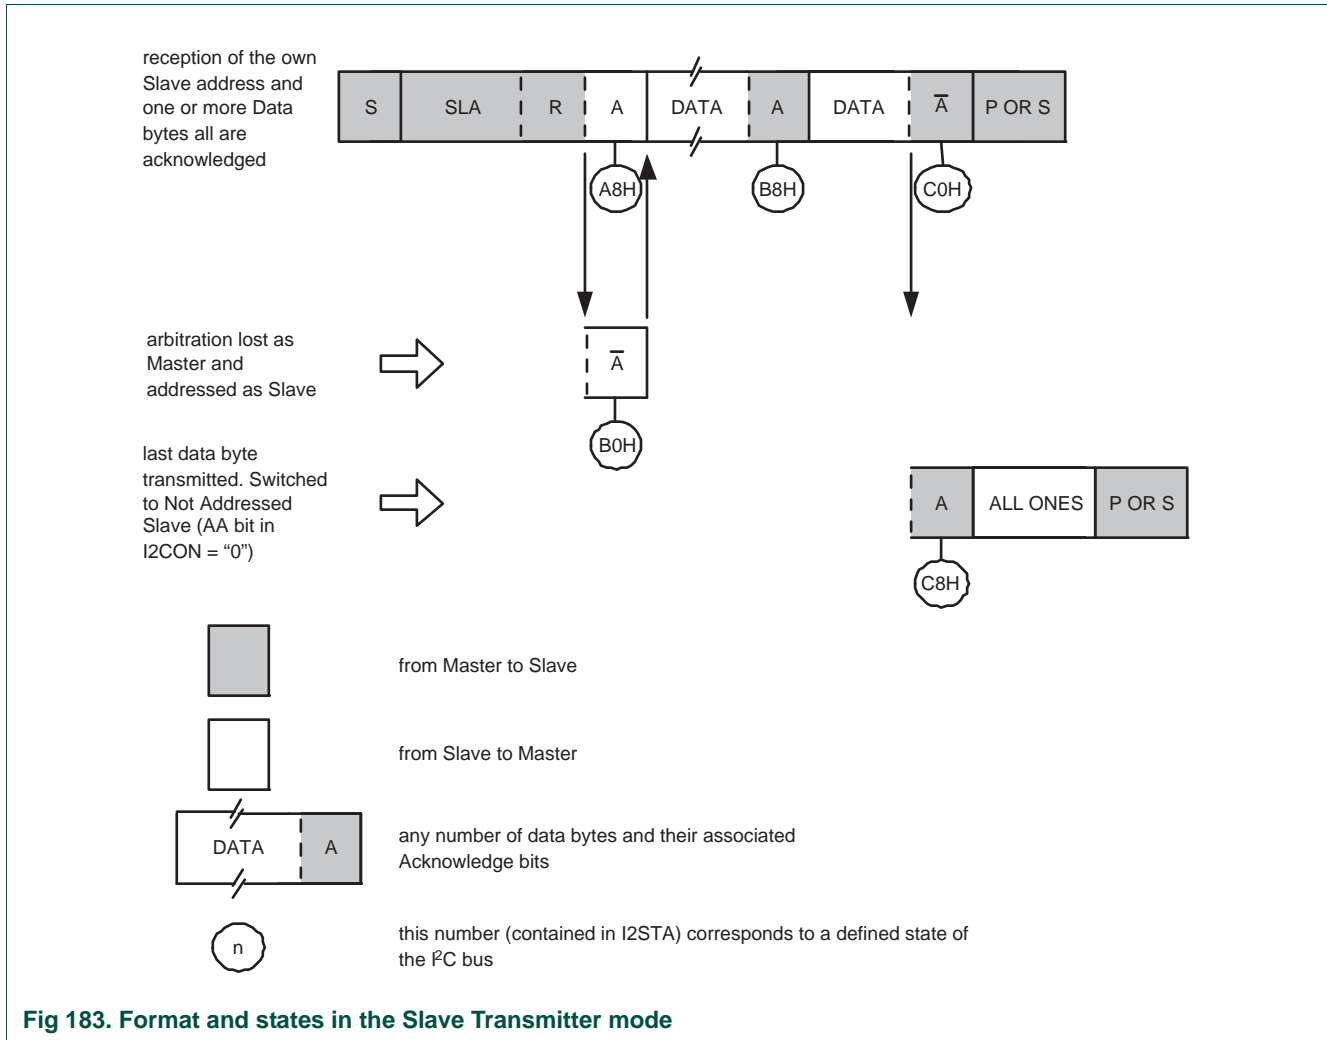 reception of the own
Slave address and
one or more Data
bytes all are
acknowledged
S SLA R A DATA A DATA A̅ P OR S
A8H B8H C0H
arbitration lost as
Master and
addressed as Slave
A̅
B0H
last data byte
transmitted. Switched
to Not Addressed
Slave (AA bit in
I2CON = “0”)
A ALL ONES P OR S
C8H
from Master to Slave
from Slave to Master
DATA A
any number of data bytes and their associated
Acknowledge bits
n
this number (contained in I2STA) corresponds to a defined state of
the I²C bus
Fig 183. Format and states in the Slave Transmitter mode